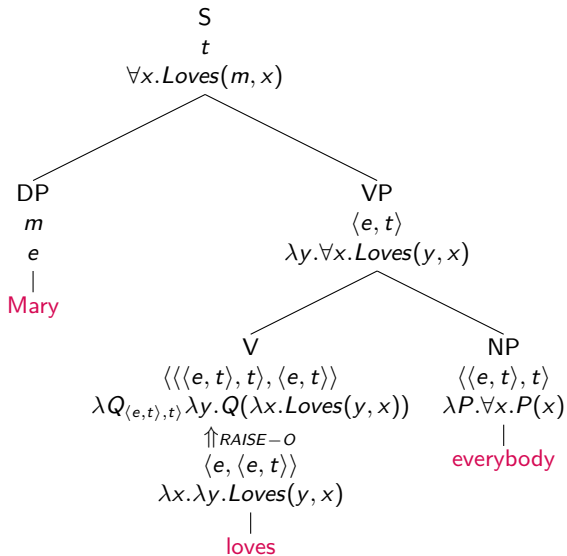 S
t
∀x.Loves(m, x)
DP
m
e
Mary
VP
⟨e, t⟩
λy.∀x.Loves(y, x)
V
⟨⟨⟨e, t⟩, t⟩, ⟨e, t⟩⟩
λQ⟨⟨e,t⟩,t⟩λy.Q(λx.Loves(y, x))
⇑RAISE−O
⟨e, ⟨e, t⟩⟩
λx.λy.Loves(y, x)
loves
NP
⟨⟨e, t⟩, t⟩
λP.∀x.P(x)
everybody